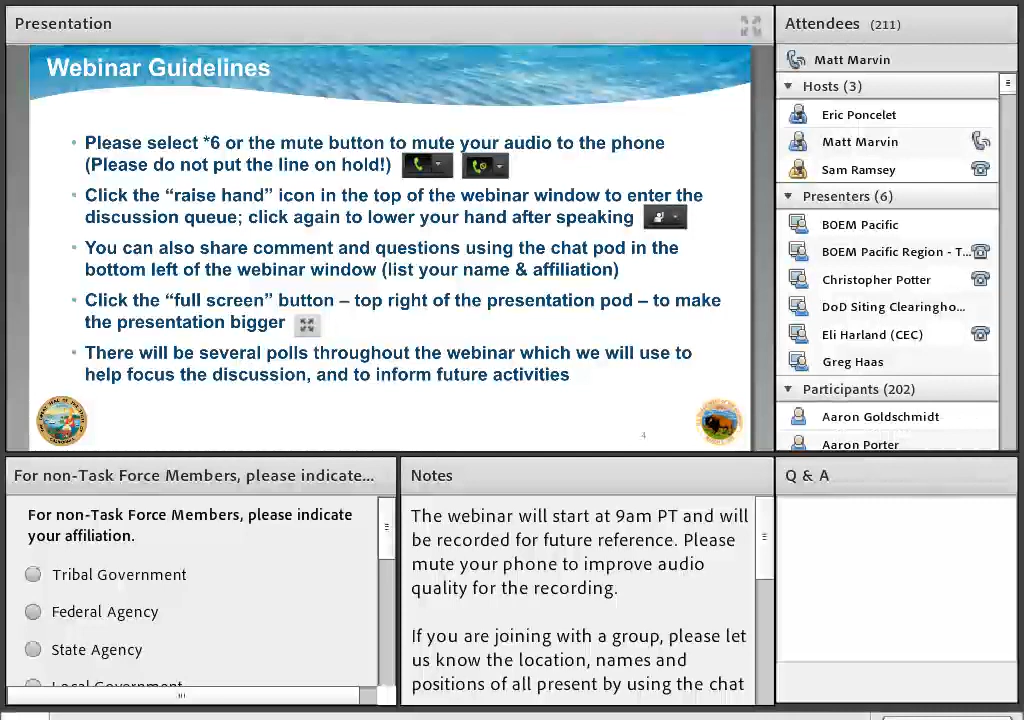 Presentation
Webinar Guidelines
• Please select *6 or the mute button to mute your audio to the phone
(Please do not put the line on hold!)
• Click the “raise hand” icon in the top of the webinar window to enter the
discussion queue; click again to lower your hand after speaking
• You can also share comment and questions using the chat pod in the
bottom left of the webinar window (list your name & affiliation)
• Click the “full screen” button – top right of the presentation pod – to make
the presentation bigger
• There will be several polls throughout the webinar which we will use to
help focus the discussion, and to inform future activities
4
Attendees (211)
Matt Marvin
Hosts (3)
Eric Poncelet
Matt Marvin
Sam Ramsey
Presenters (6)
BOEM Pacific
BOEM Pacific Region - T...
Christopher Potter
DoD Siting Clearingho...
Eli Harland (CEC)
Greg Haas
Participants (202)
Aaron Goldschmidt
Aaron Porter
For non-Task Force Members, please indicate...
For non-Task Force Members, please indicate
your affiliation.
Tribal Government
Federal Agency
State Agency
Local Government
Notes
The webinar will start at 9am PT and will
be recorded for future reference. Please
mute your phone to improve audio
quality for the recording.
If you are joining with a group, please let
us know the location, names and
positions of all present by using the chat
Q & A